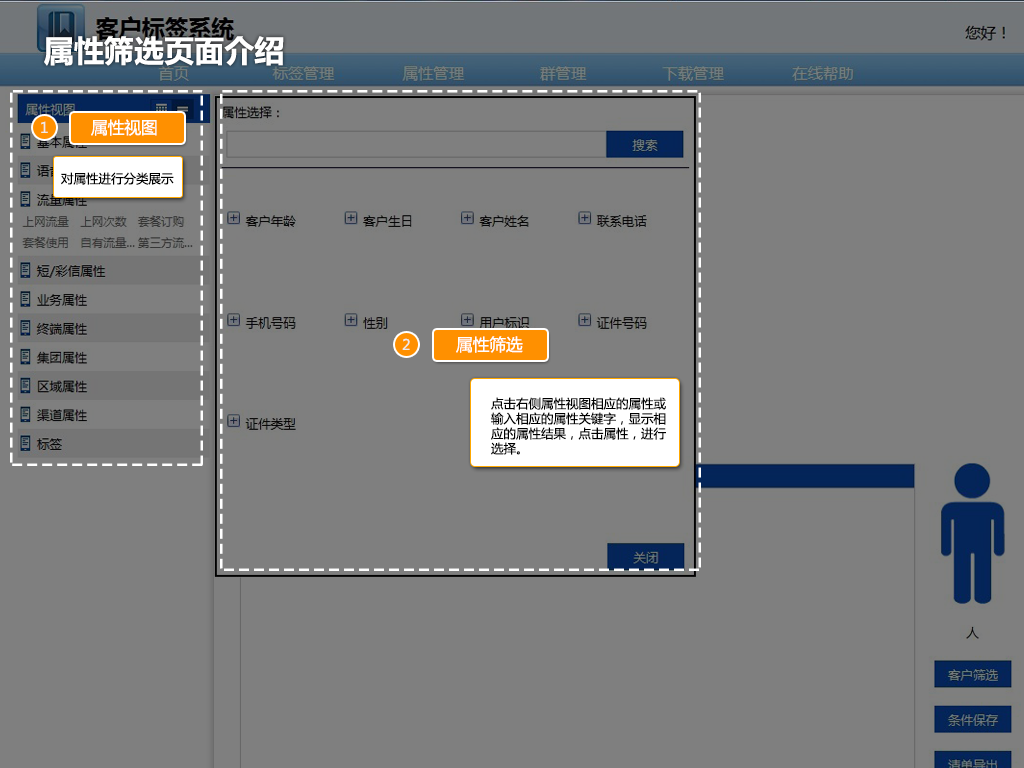 客户标签系统
您好！
属性筛选页面介绍
首页
标签管理
属性管理
群管理
下载管理
在线帮助
属性视图
1
属性视图
对属性进行分类展示
流量属性
上网流量 上网次数 套餐订购
套餐使用 自有流量... 第三方流...
短/彩信属性
业务属性
终端属性
集团属性
区域属性
渠道属性
标签
属性选择：
搜索
客户年龄
客户生日
客户姓名
联系电话
手机号码
性别
用户标识
证件号码
证件类型
2
属性筛选
点击右侧属性视图相应的属性或
输入相应的属性关键字，显示相
应的属性结果，点击属性，进行
选择。
关闭
人
客户筛选
条件保存
清单导出